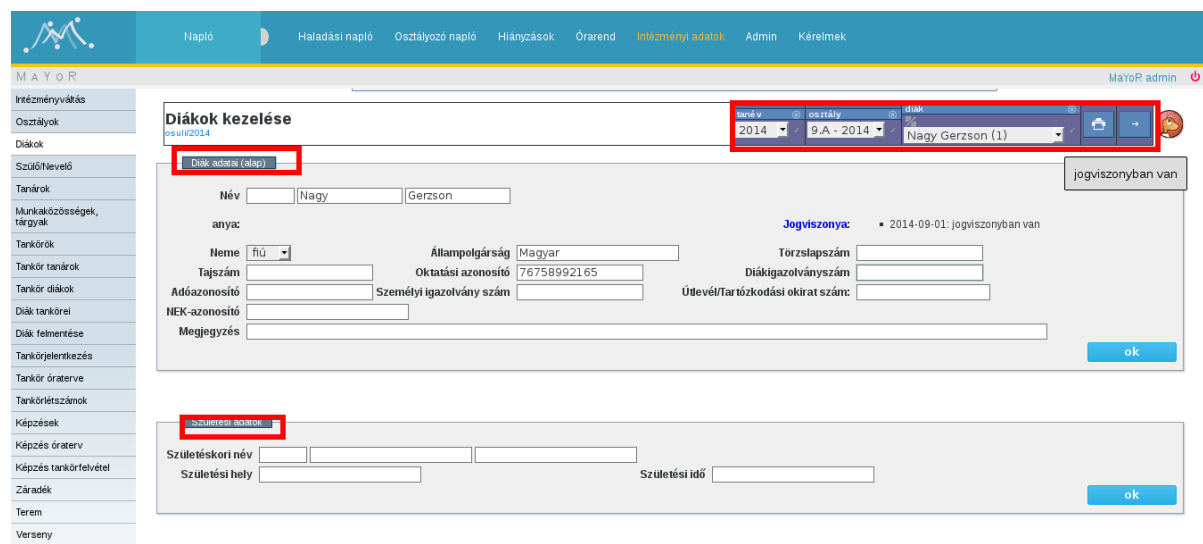 Napló Haladási napló Osztályozó napló Hiányzások Órarend Intézményi adatok Admin Kérelmek
MAYoR MaYoR admin
Intézményváltás
Osztályok
Diákok
Szülő/Nevelő
Tanárok
Munkaközösségek,
tárgyak
Tankörök
Tankör tanárok
Tankör diákok
Diák tankörei
Diák felmentése
Tankörjelentkezés
Tankör óraterve
Tankörlétszámok
Képzések
Képzés óraterv
Képzés tankörfelvétel
Záradék
Terem
Verseny
Diákok kezelése
osuli/2014
tanév osztály diák
2014 9.A - 2014 Nagy Gerzson (1)
jogviszonyban van
Diák adatai (alap)
Név Nagy Gerzson
anya: Jogviszonya: ▪ 2014-09-01: jogviszonyban van
Neme fiú Állampolgárság Magyar Törzslapszám
Tajszám Oktatási azonosító 76758992165 Diákigazolványszám
Adóazonosító Személyi igazolvány szám Útlevél/Tartózkodási okirat szám:
NEK-azonosító
Megjegyzés
ok
Születési adatok
Születéskori név
Születési hely Születési idő
ok